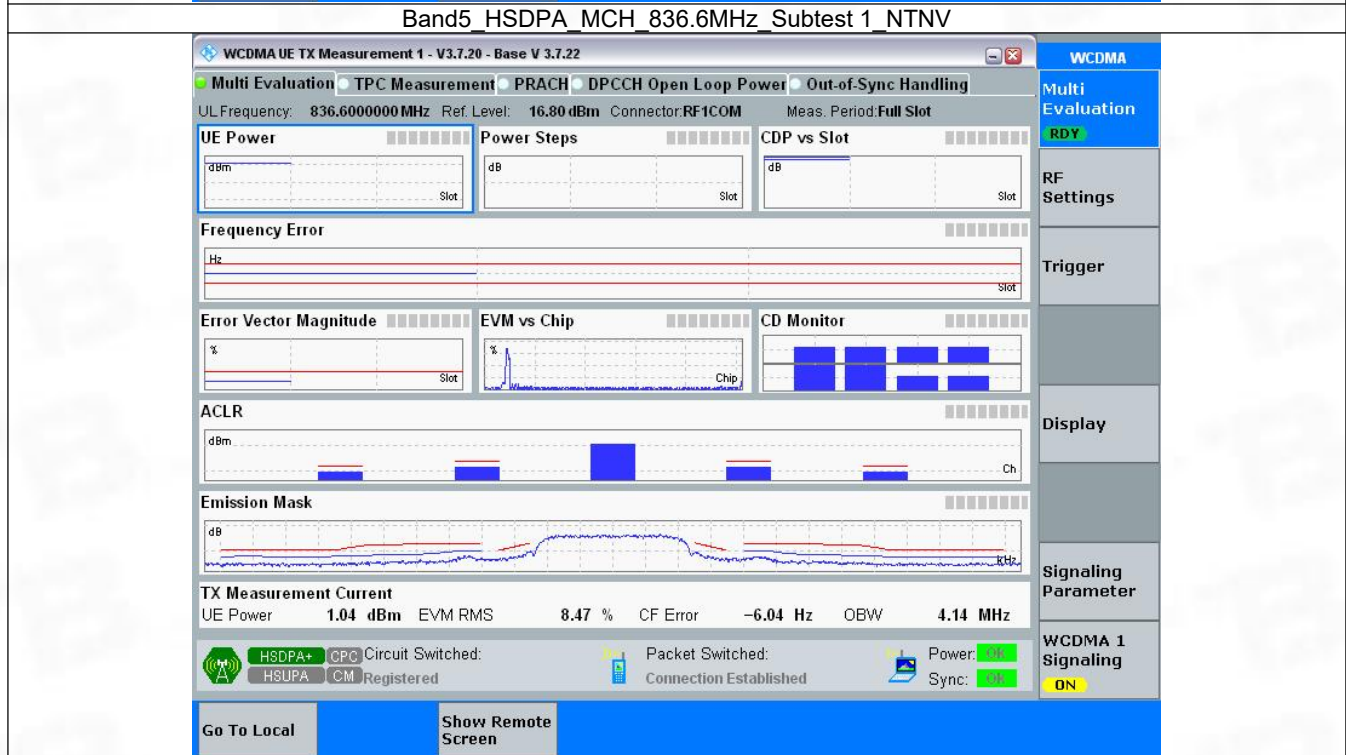 Band5_HSDPA_MCH_836.6MHz_Subtest 1_NTNV
WCDMA UE TX Measurement 1 - V3.7.20 - Base V 3.7.22
WCDMA
Multi Evaluation TPC Measurement PRACH DPCCH Open Loop Power Out-of-Sync Handling
Multi
Evaluation
RDY
UL Frequency: 836.6000000 MHz Ref. Level: 16.80 dBm Connector:RF1COM Meas. Period:Full Slot
UE Power Power Steps CDP vs Slot
dBm dB dB
Slot Slot Slot
RF
Settings
Frequency Error
Hz
Slot
Trigger
Error Vector Magnitude EVM vs Chip CD Monitor
% %
Slot Chip
ACLR
dBm
Ch
Display
Emission Mask
dB
kHz
Signaling
Parameter
TX Measurement Current
UE Power 1.04 dBm EVM RMS 8.47 % CF Error -6.04 Hz OBW 4.14 MHz
HSDPA+ CPC Circuit Switched: Packet Switched: Power: Ok
HSUPA CM Registered Connection Established Sync: Ok
WCDMA 1
Signaling
ON
Go To Local
Show Remote
Screen